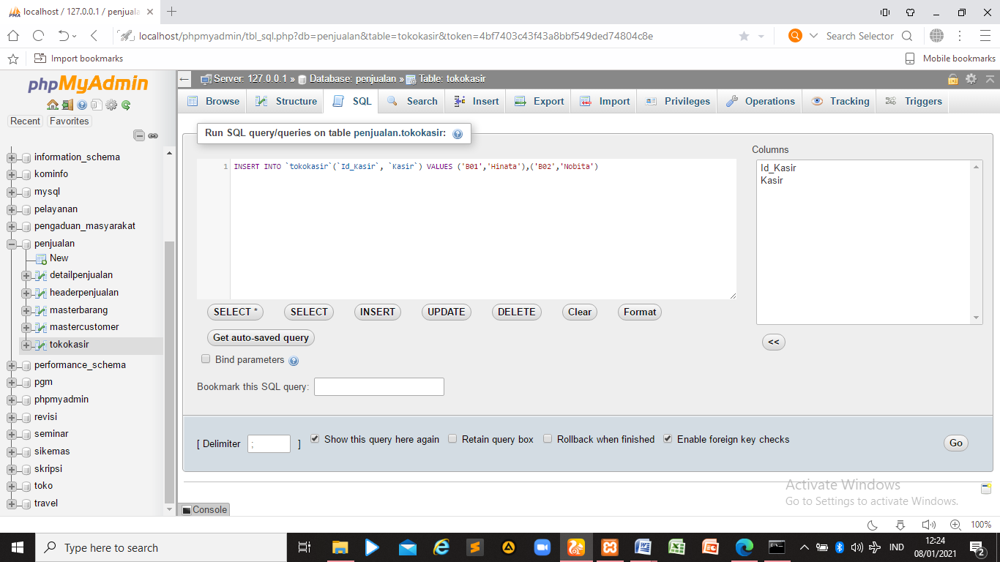 localhost / 127.0.0.1 / penjuala
localhost/phpmyadmin/tbl_sql.php?db=penjualan&table=tokokasir&token=4bf7403c43f43a8bbf549ded74804c8e
Search Selector
Import bookmarks
Mobile bookmarks
phpMyAdmin
Recent Favorites
information_schema
kominfo
mysql
pelayanan
pengaduan_masyarakat
penjualan
New
detailpenjualan
headerpenjualan
masterbarang
mastercustomer
tokokasir
performance_schema
pgm
phpmyadmin
revisi
seminar
sikemas
skripsi
toko
travel
Server: 127.0.0.1 » Database: penjualan » Table: tokokasir
Browse Structure SQL Search Insert Export Import Privileges Operations Tracking Triggers
Run SQL query/queries on table penjualan.tokokasir:
1 INSERT INTO `tokokasir`(`Id_Kasir`, `Kasir`) VALUES ('B01','Hinata'),('B02','Nobita')
Columns
Id_Kasir
Kasir
<<
SELECT * SELECT INSERT UPDATE DELETE Clear Format
Get auto-saved query
Bind parameters
Bookmark this SQL query:
[ Delimiter ; ] Show this query here again Retain query box Rollback when finished Enable foreign key checks Go
Activate Windows
Go to Settings to activate Windows.
Console
100%
Type here to search
IND
12:24
08/01/2021
2